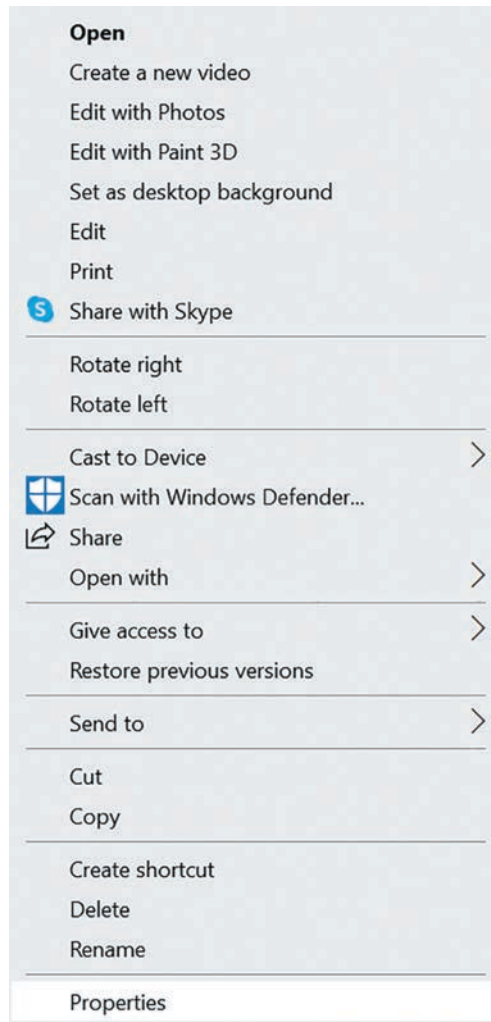 Open
Create a new video
Edit with Photos
Edit with Paint 3D
Set as desktop background
Edit
Print
Share with Skype
Rotate right
Rotate left
Cast to Device
Scan with Windows Defender...
Share
Open with
Give access to
Restore previous versions
Send to
Cut
Copy
Create shortcut
Delete
Rename
Properties